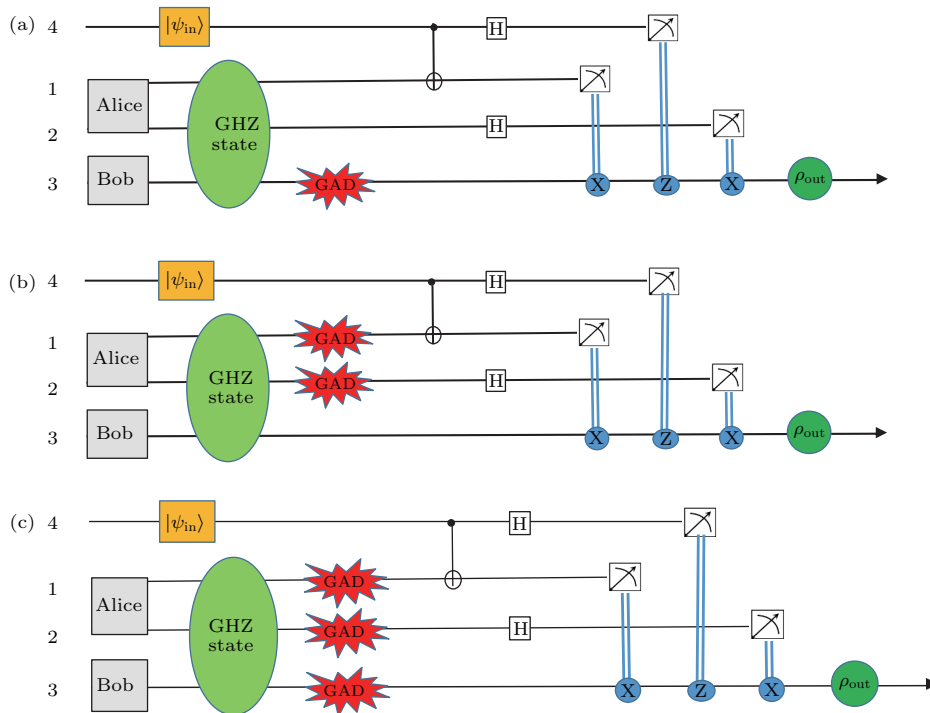 (a) 4 |ψin⟩ H
1 Alice
2 GHZ state H
3 Bob GAD X Z X ρout
(b) 4 |ψin⟩ H
1 Alice GAD
2 GHZ state GAD H
3 Bob X Z X ρout
(c) 4 |ψin⟩ H
1 Alice GAD
2 GHZ state GAD H
3 Bob GAD X Z X ρout